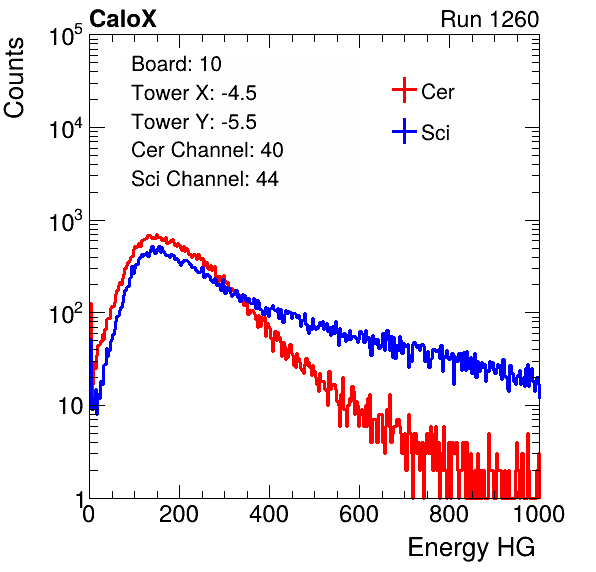 CaloX Run 1260
Counts
Board: 10
Tower X: -4.5
Tower Y: -5.5
Cer Channel: 40
Sci Channel: 44
Cer
Sci
10^5
10^4
10^3
10^2
10
1
0 200 400 600 800 1000
Energy HG